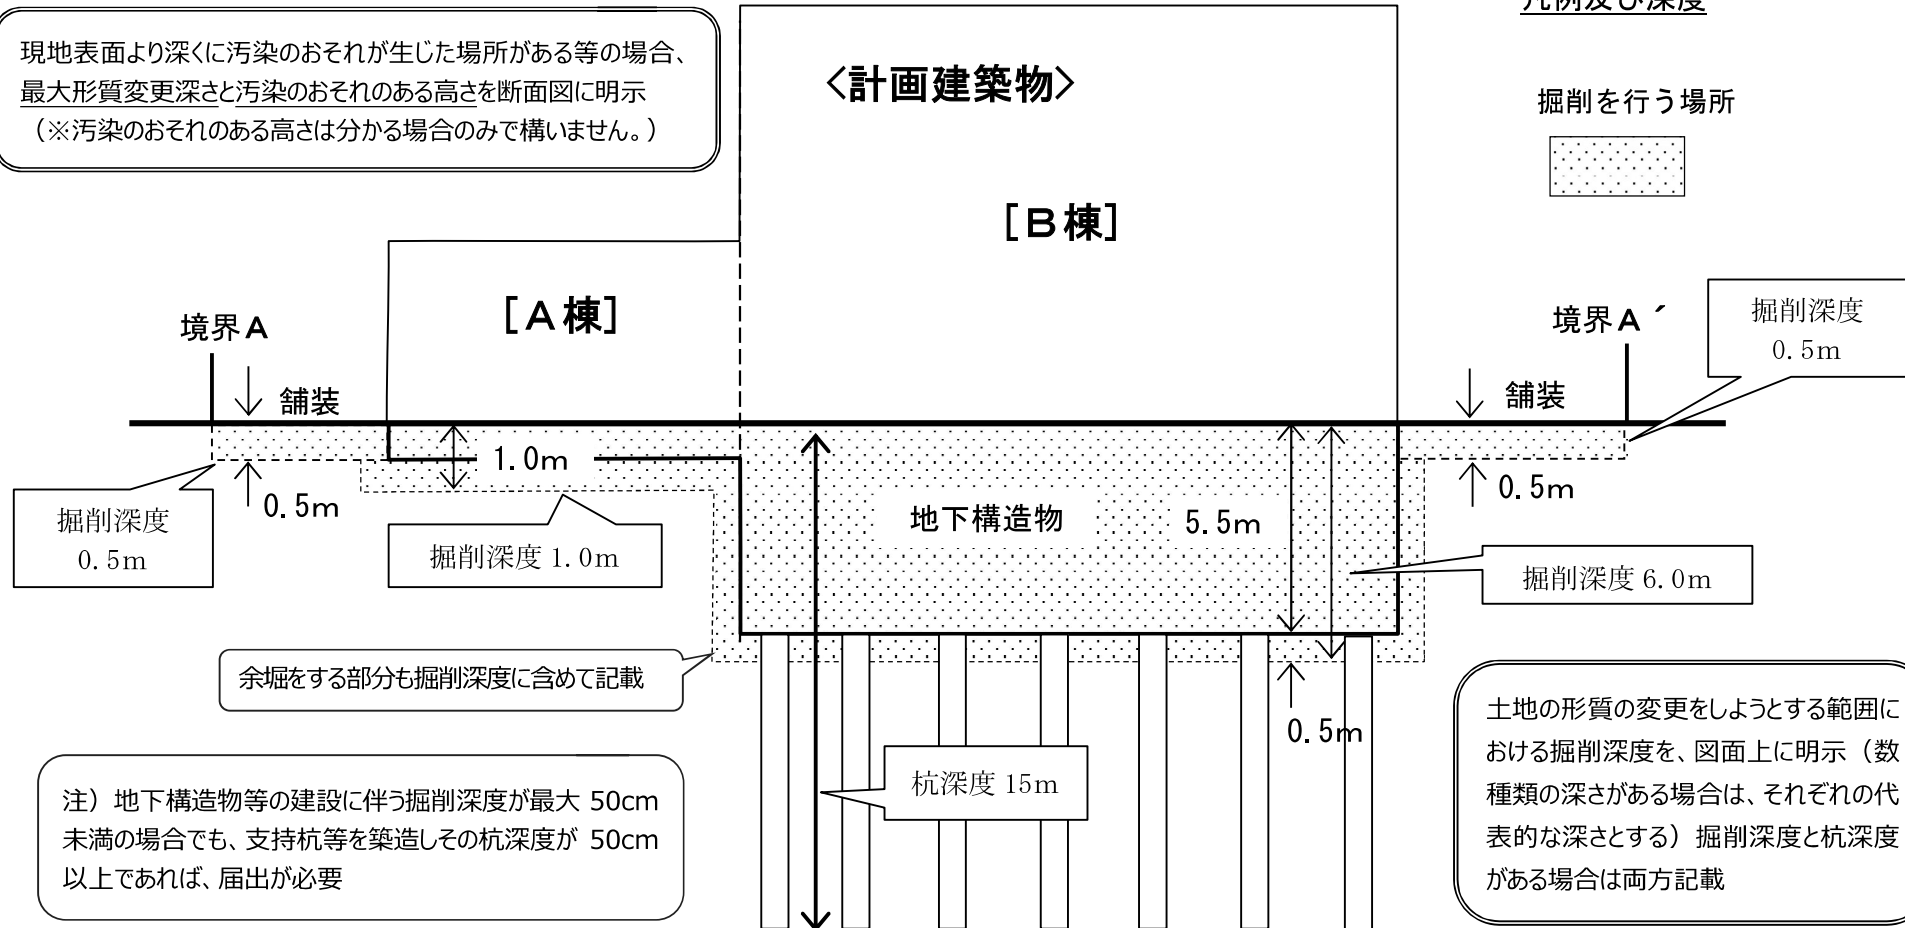 凡例及び深度
現地表面より深くに汚染のおそれが生じた場所がある等の場合、
最大形質変更深さと汚染のおそれのある高さを断面図に明示
（※汚染のおそれのある高さは分かる場合のみで構いません。）
〈計画建築物〉
掘削を行う場所
［Ｂ棟］
［Ａ棟］
境界Ａ
境界Ａ´
掘削深度
0.5m
舗装
舗装
1.0m
0.5m
0.5m
掘削深度
0.5m
掘削深度 1.0m
地下構造物
5.5m
掘削深度 6.0m
余堀をする部分も掘削深度に含めて記載
0.5m
杭深度 15m
注）地下構造物等の建設に伴う掘削深度が最大 50cm
未満の場合でも、支持杭等を築造しその杭深度が 50cm
以上であれば、届出が必要
土地の形質の変更をしようとする範囲に
おける掘削深度を、図面上に明示（数
種類の深さがある場合は、それぞれの代
表的な深さとする）掘削深度と杭深度
がある場合は両方記載